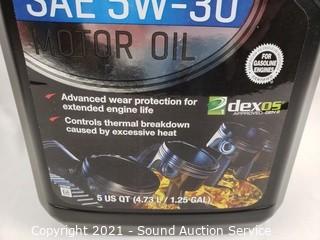 SAE 5W-30
MOTOR OIL
FOR
GASOLINE
ENGINES
Advanced wear protection for
extended engine life
dexos
APPROVED GEN 2
Controls thermal breakdown
caused by excessive heat
5 US QT (4.73 L / 1.25 GAL)
Copyright 2021 - Sound Auction Service